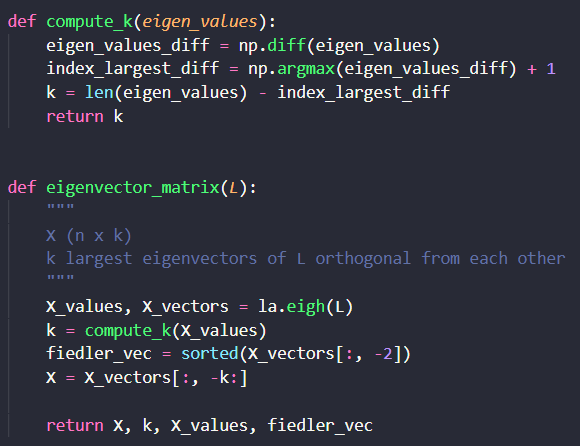 def compute_k(eigen_values):
    eigen_values_diff = np.diff(eigen_values)
    index_largest_diff = np.argmax(eigen_values_diff) + 1
    k = len(eigen_values) - index_largest_diff
    return k
def eigenvector_matrix(L):
    """
    X (n x k)
    k largest eigenvectors of L orthogonal from each other
    """
    X_values, X_vectors = la.eigh(L)
    k = compute_k(X_values)
    fiedler_vec = sorted(X_vectors[:, -2])
    X = X_vectors[:, -k:]
    return X, k, X_values, fiedler_vec